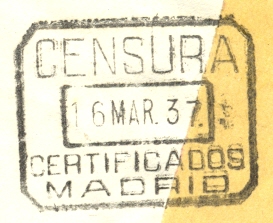 CENSURA
16 MAR. 37.
CERTIFICADOS
MADRID